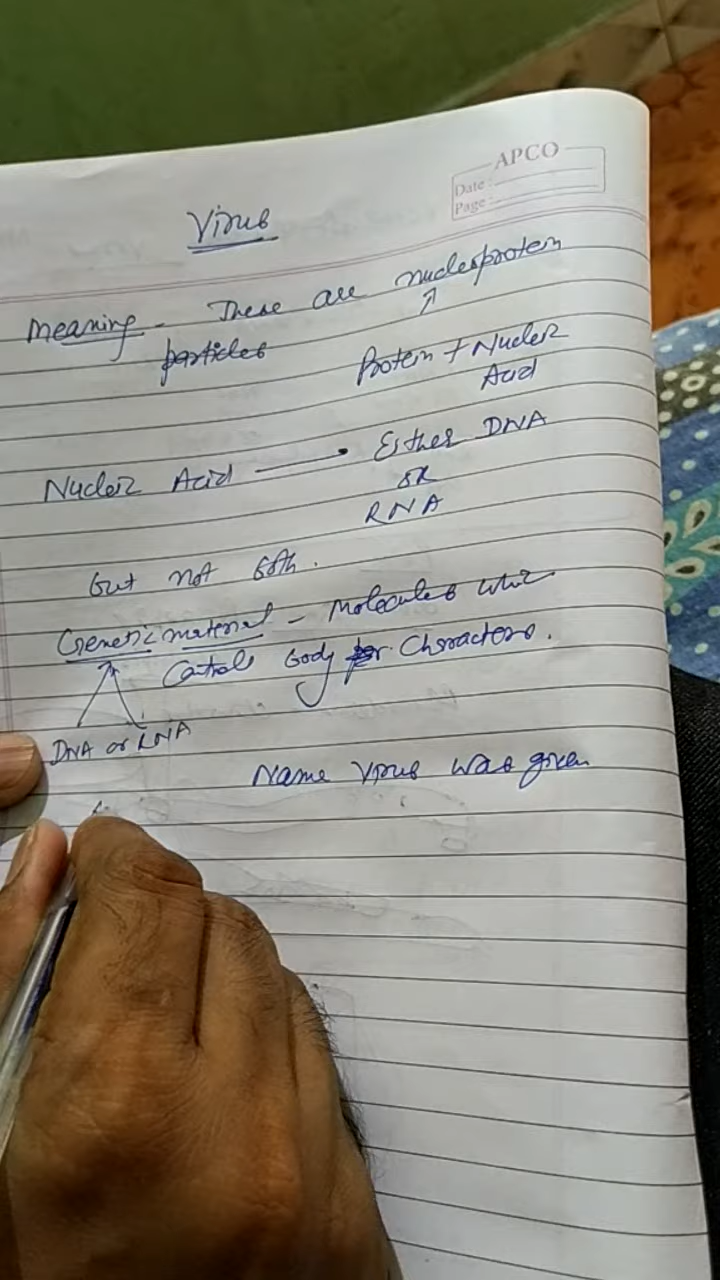 APCO
Date :
Page :
Virus
Meaning - These are nucleoprotein
particles
Protein + Nucleic
Acid
Nucleic Acid Either DNA
OR
RNA
but not both.
Genetic material - Molecules which
Controls body Characters.
DNA or RNA
Name Virus was given